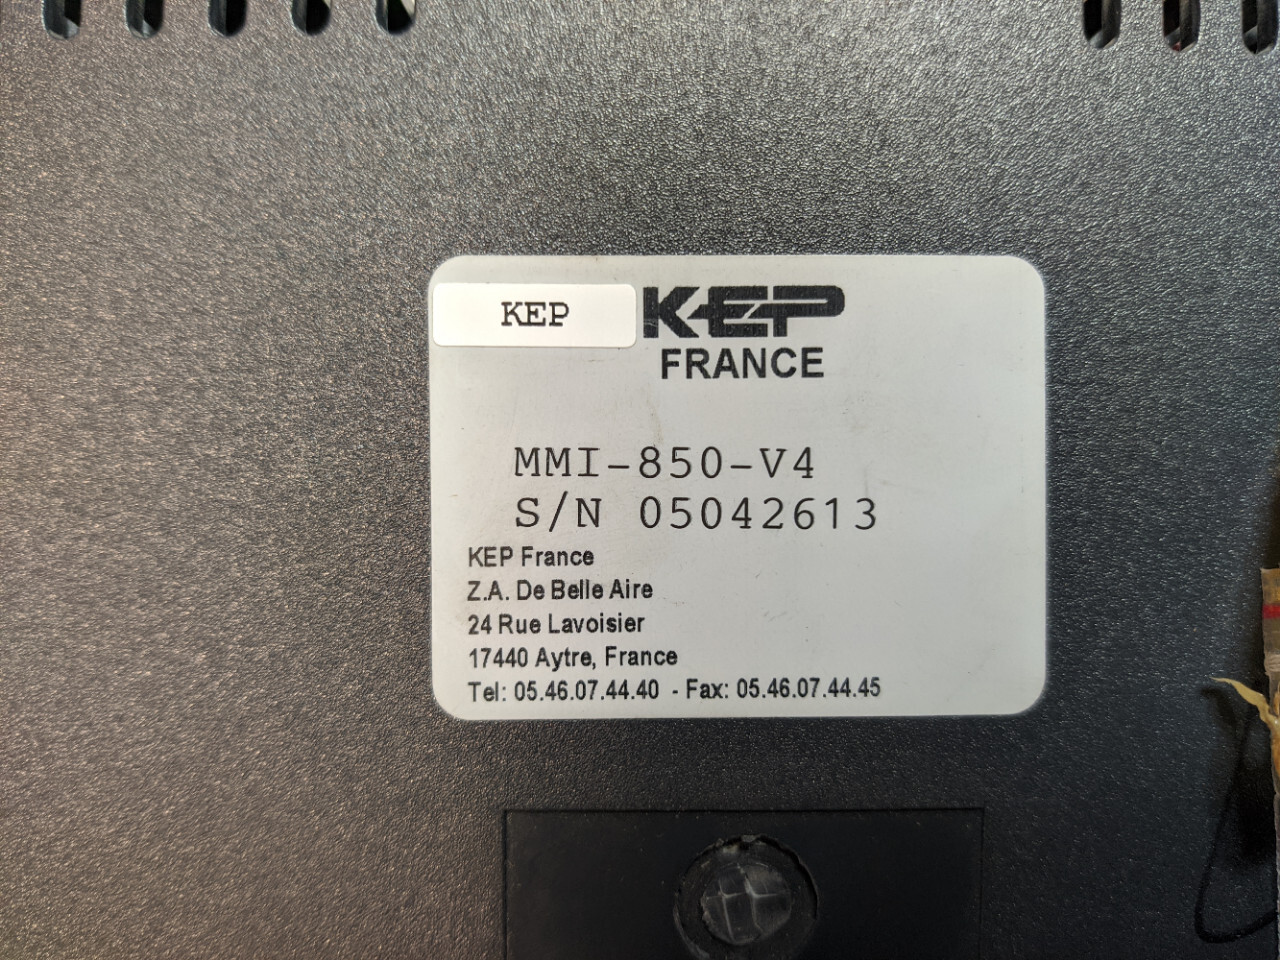 KEP
KEP
FRANCE
MMI-850-V4
S/N 05042613
KEP France
Z.A. De Belle Aire
24 Rue Lavoisier
17440 Aytre, France
Tel: 05.46.07.44.40 - Fax: 05.46.07.44.45